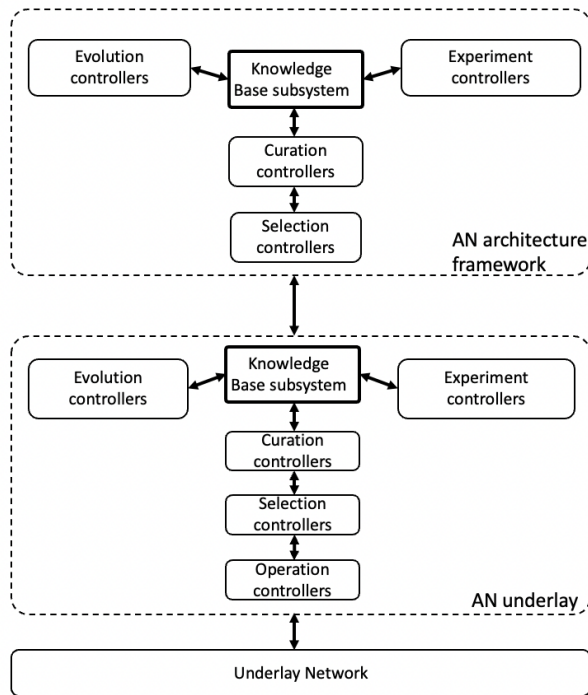 Evolution
controllers
Knowledge
Base subsystem
Experiment
controllers
Curation
controllers
Selection
controllers
AN architecture
framework
Evolution
controllers
Knowledge
Base subsystem
Experiment
controllers
Curation
controllers
Selection
controllers
Operation
controllers
AN underlay
Underlay Network